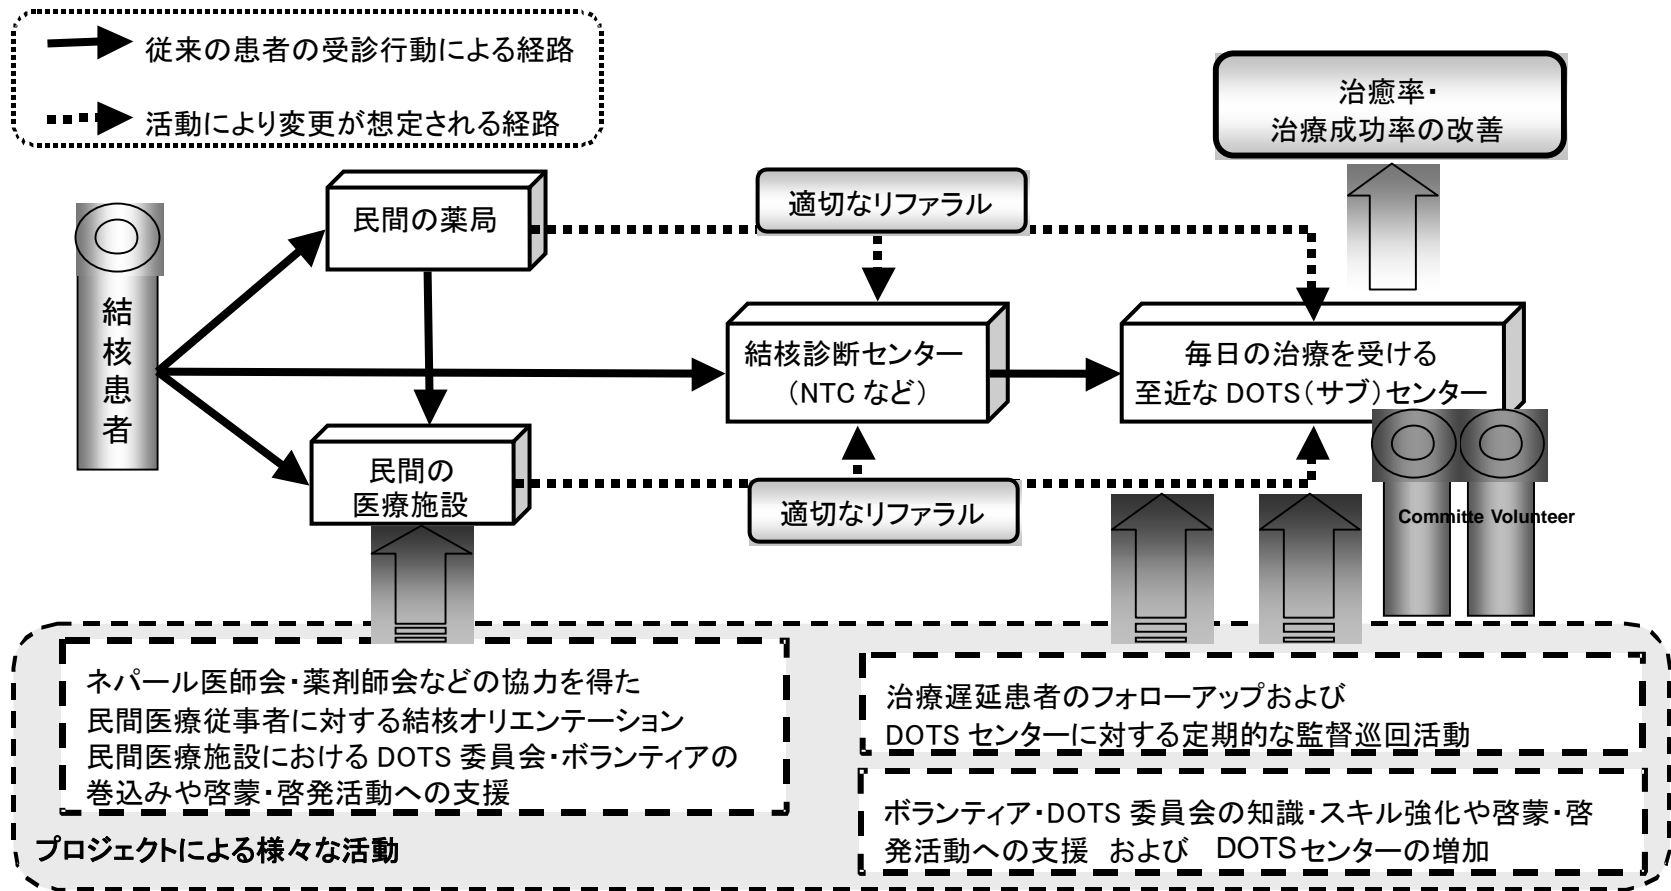 従来の患者の受診行動による経路
活動により変更が想定される経路
治癒率・
治療成功率の改善
民間の薬局
適切なリファラル
結核患者
結核診断センター
(NTC など)
毎日の治療を受ける
至近な DOTS(サブ)センター
民間の
医療施設
適切なリファラル
Committe Volunteer
ネパール医師会・薬剤師会などの協力を得た
民間医療従事者に対する結核オリエンテーション
民間医療施設における DOTS 委員会・ボランティアの
巻込みや啓蒙・啓発活動への支援
治療遅延患者のフォローアップおよび
DOTS センターに対する定期的な監督巡回活動
ボランティア・DOTS 委員会の知識・スキル強化や啓蒙・啓
発活動への支援 および DOTSセンターの増加
プロジェクトによる様々な活動